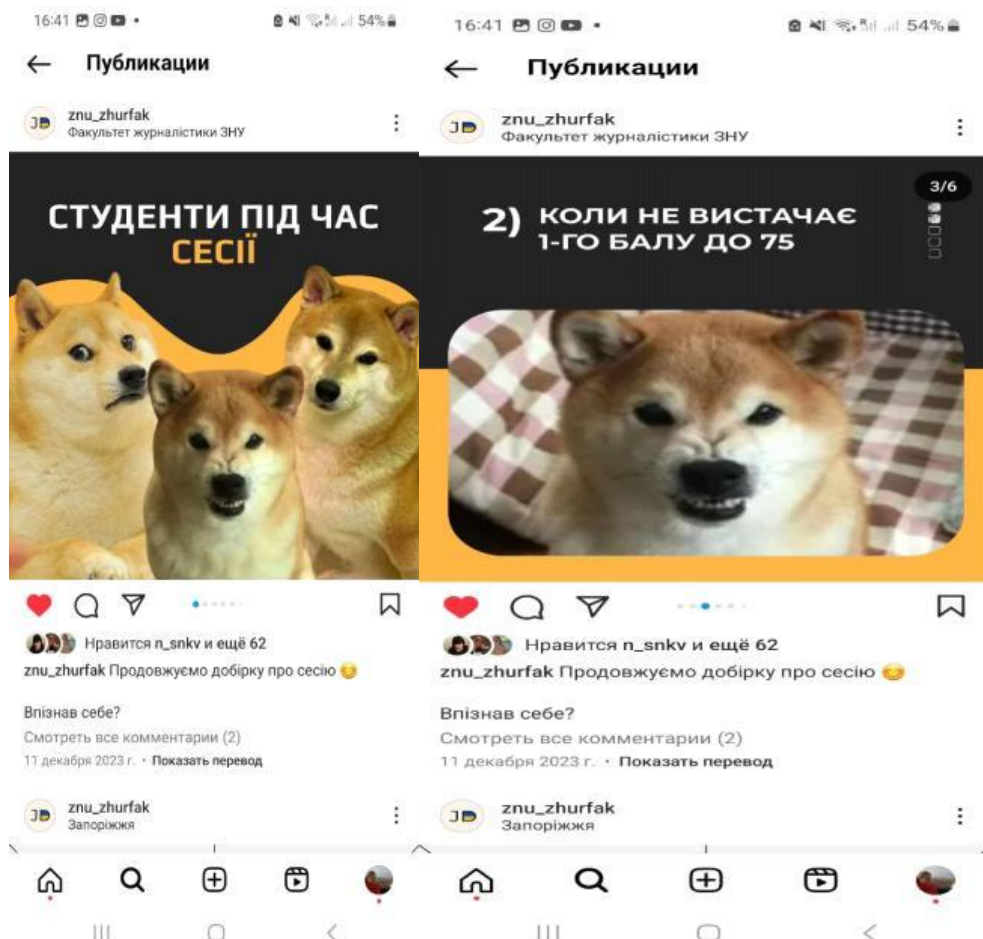 16:41
54%
Публикации
znu_zhurfak
Факультет журналістики ЗНУ
СТУДЕНТИ ПІД ЧАС
СЕСІЇ
Нравится n_snkv и ещё 62
znu_zhurfak Продовжуємо добірку про сесію
Впізнав себе?
Смотреть все комментарии (2)
11 декабря 2023 г. • Показать перевод
znu_zhurfak
Запоріжжя
16:41
54%
Публикации
znu_zhurfak
Факультет журналістики ЗНУ
3/6
2) КОЛИ НЕ ВИСТАЧАЄ
1-ГО БАЛУ ДО 75
Нравится n_snkv и ещё 62
znu_zhurfak Продовжуємо добірку про сесію
Впізнав себе?
Смотреть все комментарии (2)
11 декабря 2023 г. • Показать перевод
znu_zhurfak
Запоріжжя